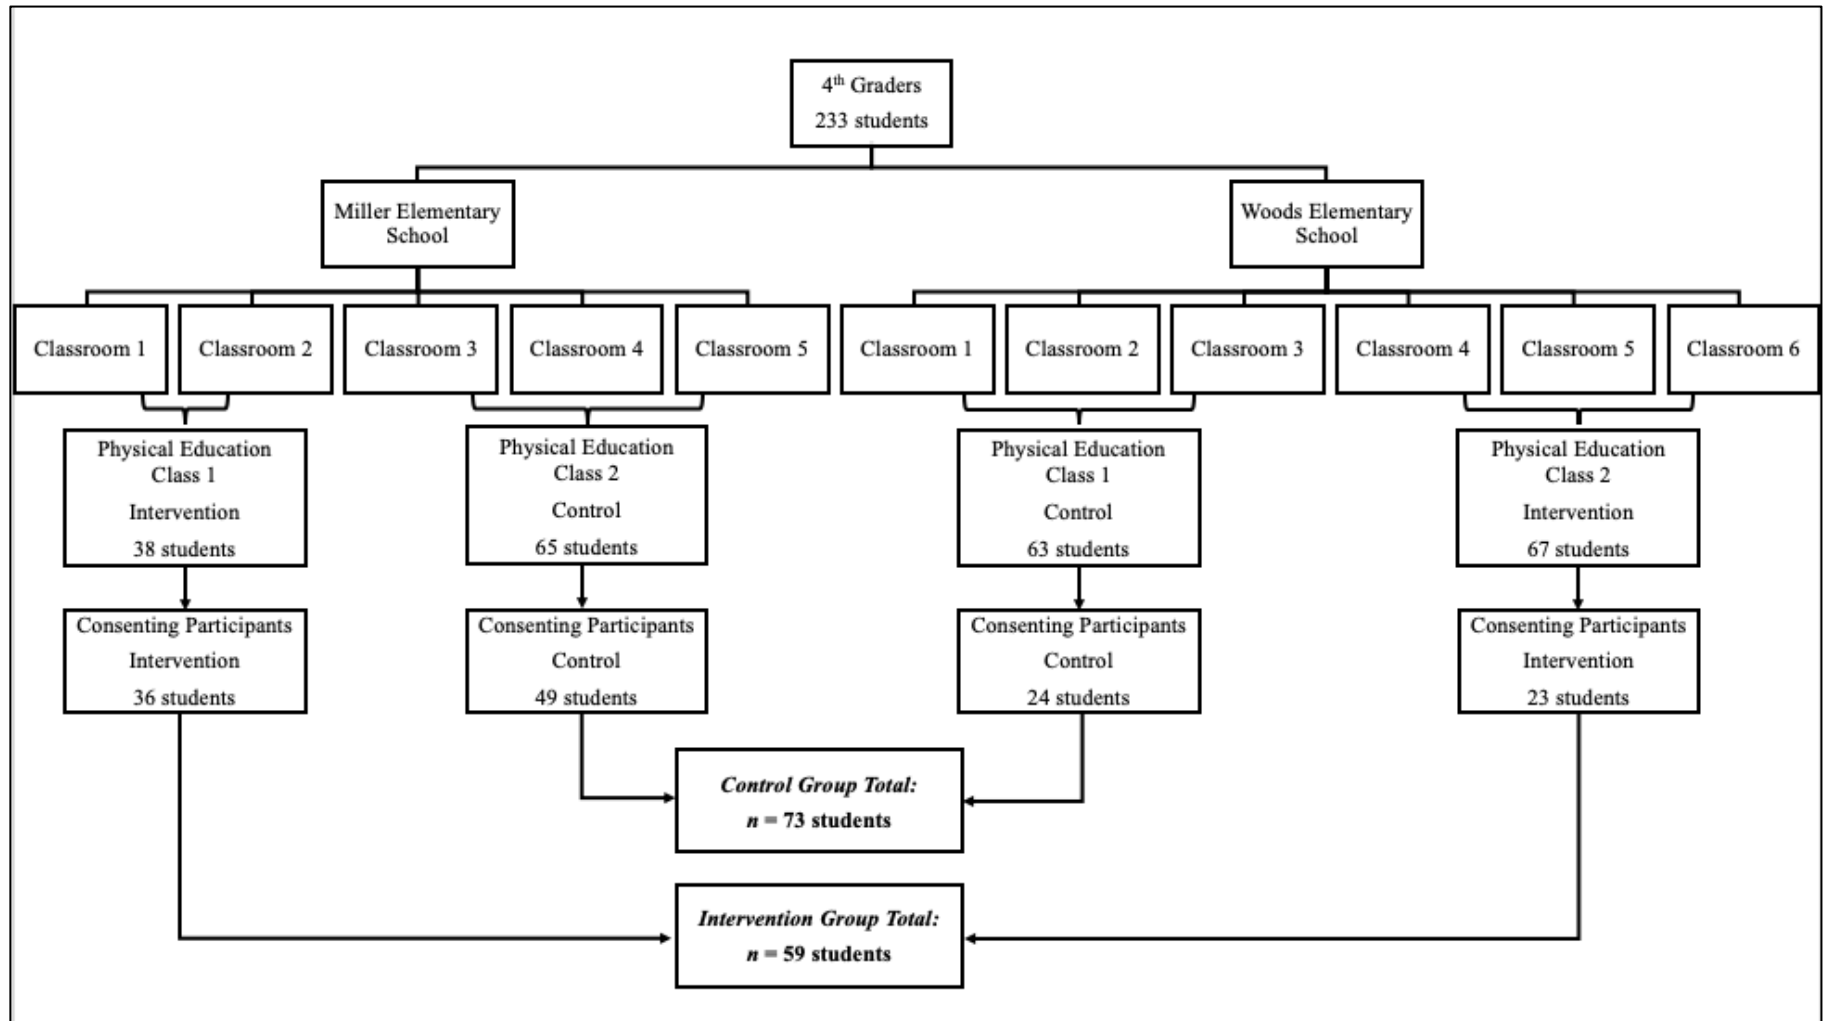 4th Graders
233 students
Miller Elementary
School
Woods Elementary
School
Classroom 1
Classroom 2
Classroom 3
Classroom 4
Classroom 5
Classroom 1
Classroom 2
Classroom 3
Classroom 4
Classroom 5
Classroom 6
Physical Education
Class 1
Intervention
38 students
Physical Education
Class 2
Control
65 students
Physical Education
Class 1
Control
63 students
Physical Education
Class 2
Intervention
67 students
Consenting Participants
Intervention
36 students
Consenting Participants
Control
49 students
Consenting Participants
Control
24 students
Consenting Participants
Intervention
23 students
Control Group Total:
n = 73 students
Intervention Group Total:
n = 59 students